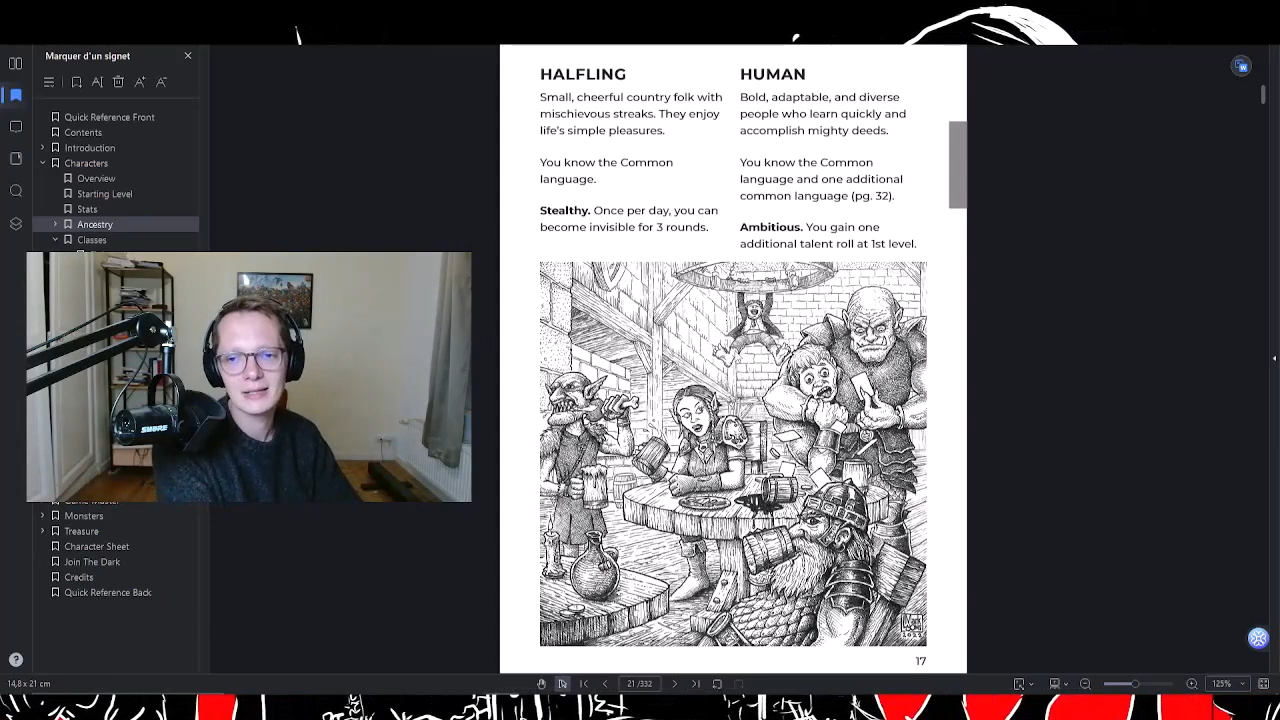 Marquer d'un signet
Quick Reference Front
Contents
Introduction
Characters
Overview
Starting Level
Stats
Ancestry
Classes
Monsters
Treasure
Character Sheet
Join The Dark
Credits
Quick Reference Back
14,8 x 21 cm
SHURE
HALFLING
Small, cheerful country folk with
mischievous streaks. They enjoy
life's simple pleasures.
You know the Common
language.
Stealthy. Once per day, you can
become invisible for 3 rounds.
HUMAN
Bold, adaptable, and diverse
people who learn quickly and
accomplish mighty deeds.
You know the Common
language and one additional
common language (pg. 32).
Ambitious. You gain one
additional talent roll at 1st level.
17
21 /332
125%